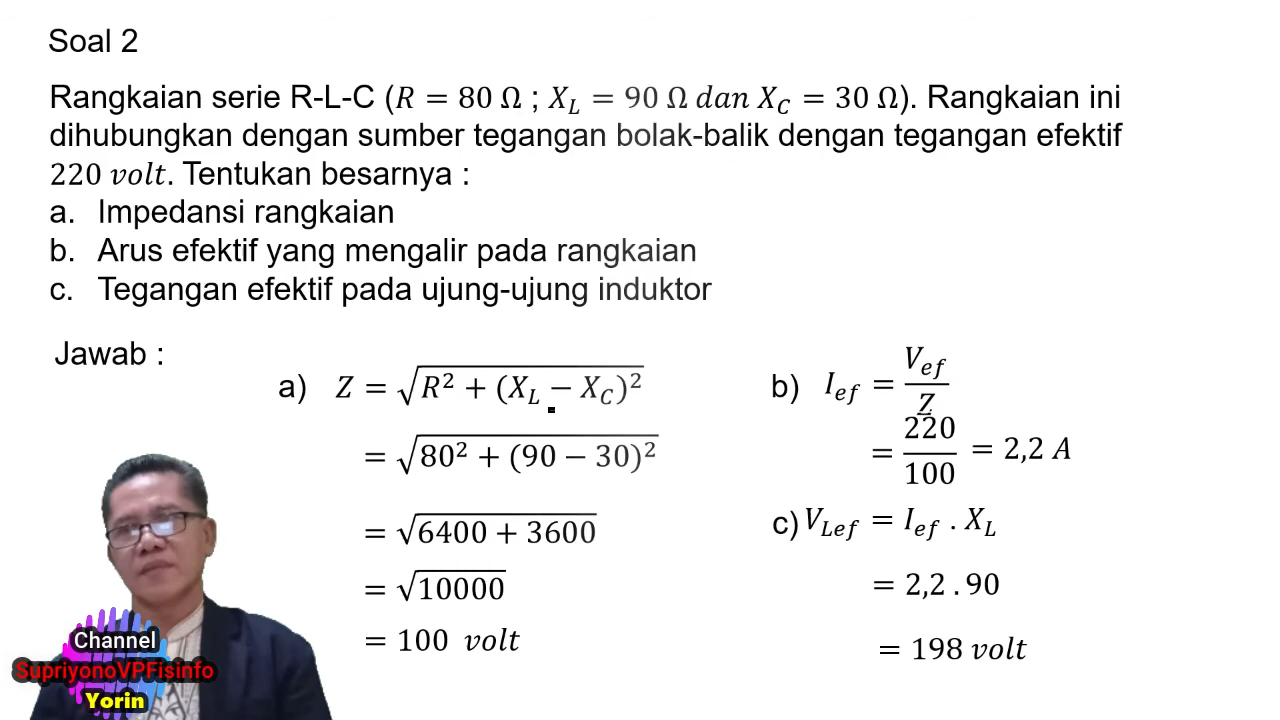 Soal 2
Rangkaian serie R-L-C (R = 80 Ω ; X_L = 90 Ω dan X_C = 30 Ω). Rangkaian ini
dihubungkan dengan sumber tegangan bolak-balik dengan tegangan efektif
220 volt. Tentukan besarnya :
a. Impedansi rangkaian
b. Arus efektif yang mengalir pada rangkaian
c. Tegangan efektif pada ujung-ujung induktor
Jawab :
a) Z = √(R² + (X_L − X_C)²)
= √(80² + (90 − 30)²)
= √(6400 + 3600)
= √10000
= 100 volt
b) I_ef = V_ef/Z
= 220/100 = 2,2 A
c) V_Lef = I_ef . X_L
= 2,2 . 90
= 198 volt
Channel
SupriyonoVPFisinfo
Yorin